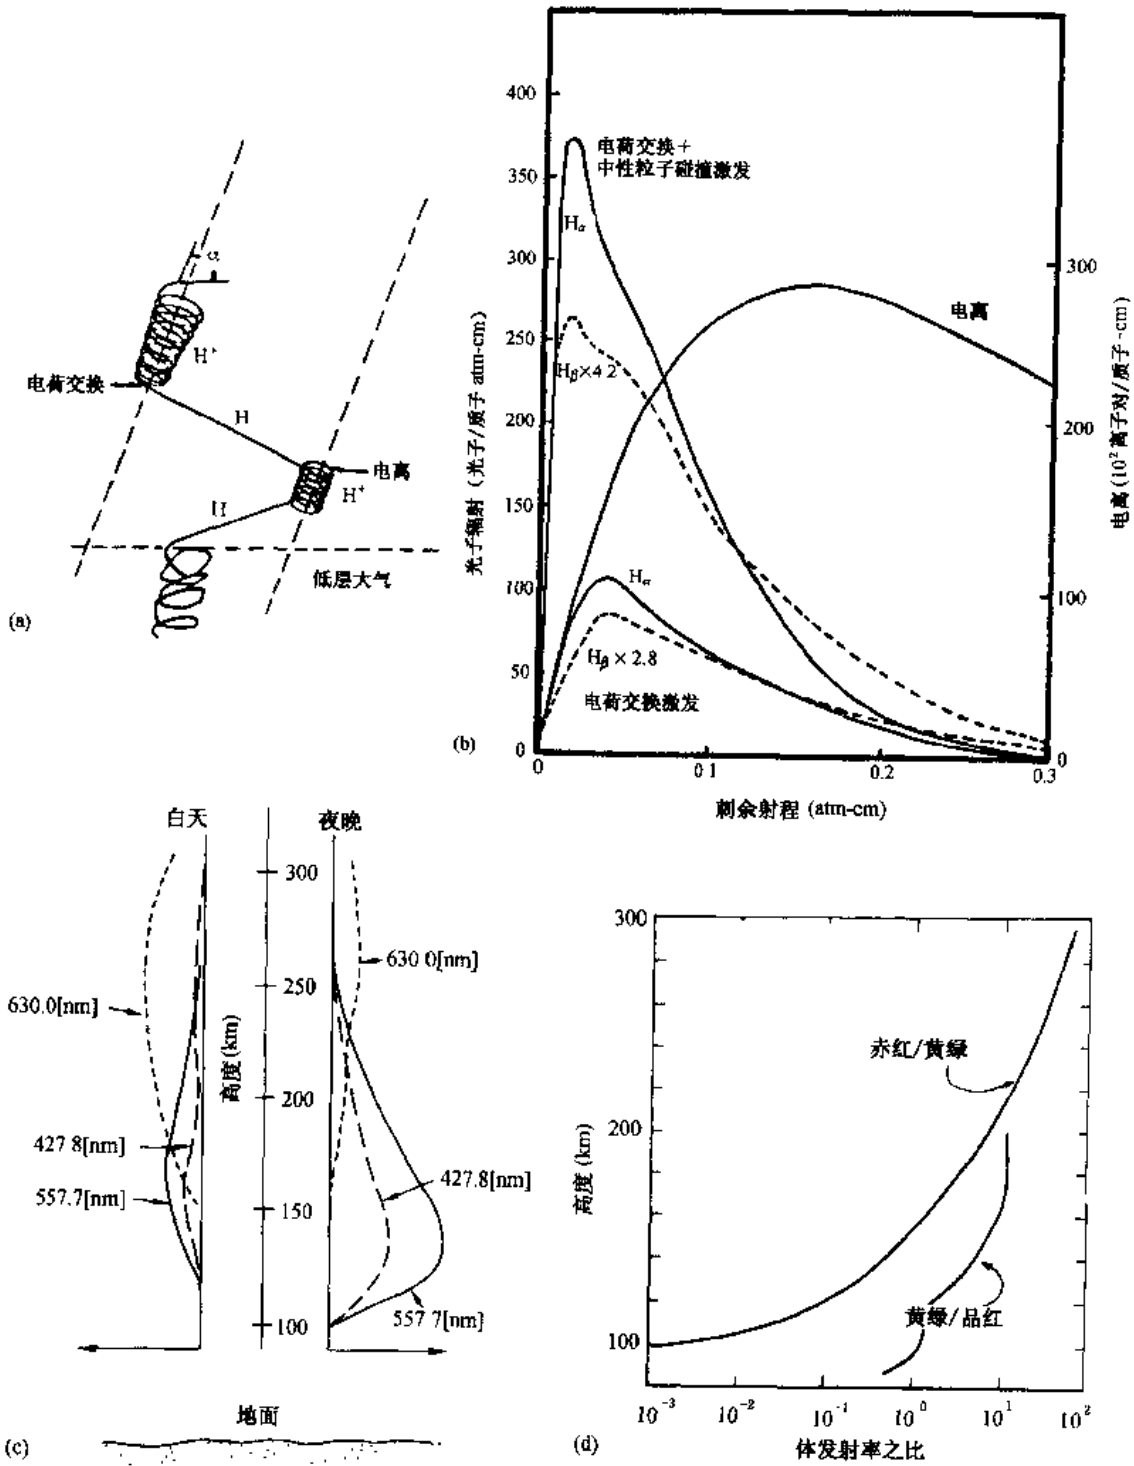 α
H⁺
电荷交换
H
电离
H⁺
H
低层大气
(a)
光子辐射 (光子/质子 atm-cm)
400
350
300
250
200
150
100
50
0
电荷交换+
中性粒子碰撞激发
Hα
Hβ×4.2
电离
Hα
Hβ × 2.8
电荷交换激发
300
200
100
0
电离 (10² 离子对/质子-cm)
(b)
0
0.1
0.2
0.3
剩余射程 (atm-cm)
白天
夜晚
高度 (km)
300
250
200
150
100
630.0[nm]
427.8[nm]
557.7[nm]
630.0[nm]
427.8[nm]
557.7[nm]
地面
(c)
300
200
100
高度 (km)
赤红/黄绿
黄绿/品红
10⁻³
10⁻²
10⁻¹
10⁰
10¹
10²
体发射率之比
(d)